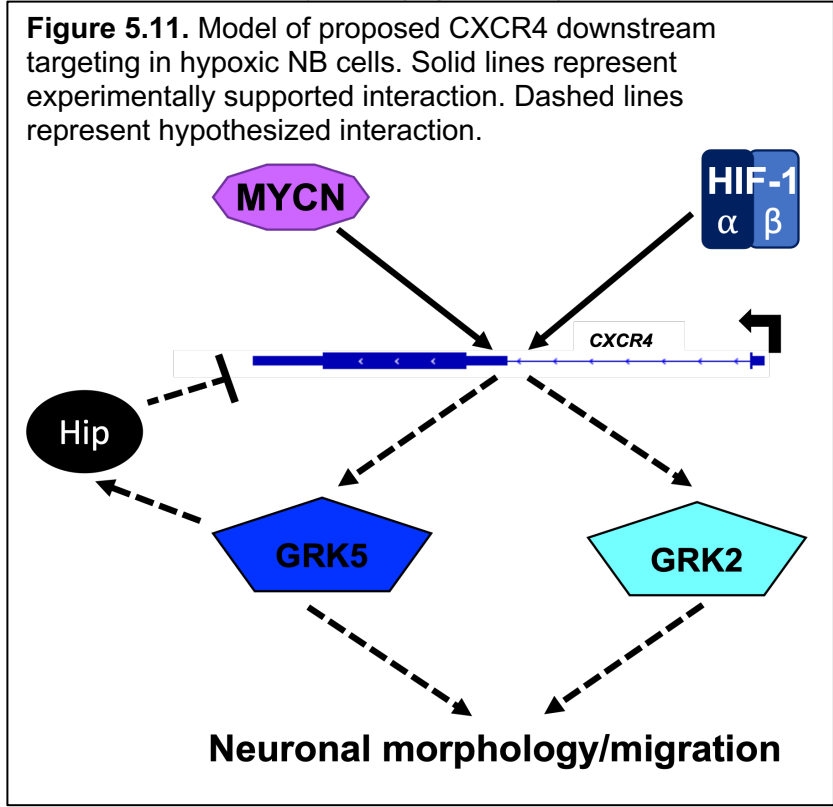 Figure 5.11. Model of proposed CXCR4 downstream
targeting in hypoxic NB cells. Solid lines represent
experimentally supported interaction. Dashed lines
represent hypothesized interaction.
MYCN
HIF-1
α β
CXCR4
Hip
GRK5
GRK2
Neuronal morphology/migration